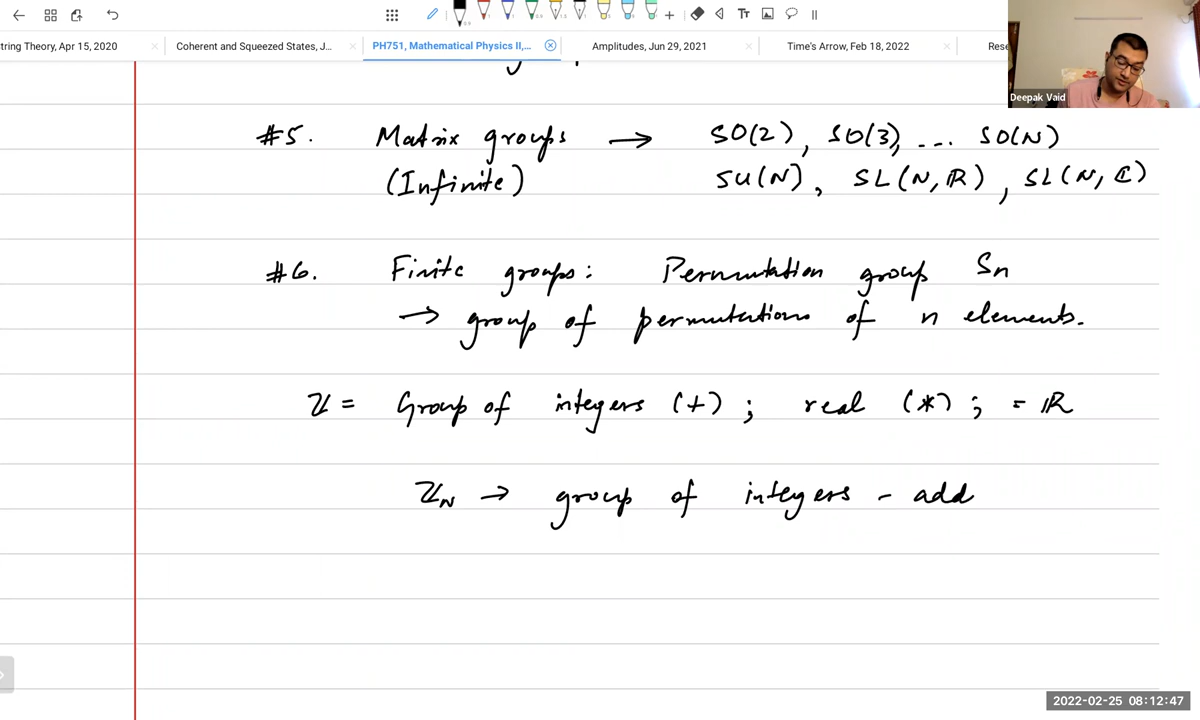 tring Theory, Apr 15, 2020 Coherent and Squeezed States, J... PH751, Mathematical Physics II,... Amplitudes, Jun 29, 2021 Time's Arrow, Feb 18, 2022 Rese
Deepak Vaid
#5. Matrix groups → SO(2), SO(3), ... SO(N)
(Infinite) SU(N), SL(N, ℝ), SL(N, ℂ)
#6. Finite groups: Permutation group Sn
→ group of permutations of n elements.
ℤ = Group of integers (+) ; real (*) ; = ℝ
ℤN → group of integers - add
2022-02-25 08:12:47